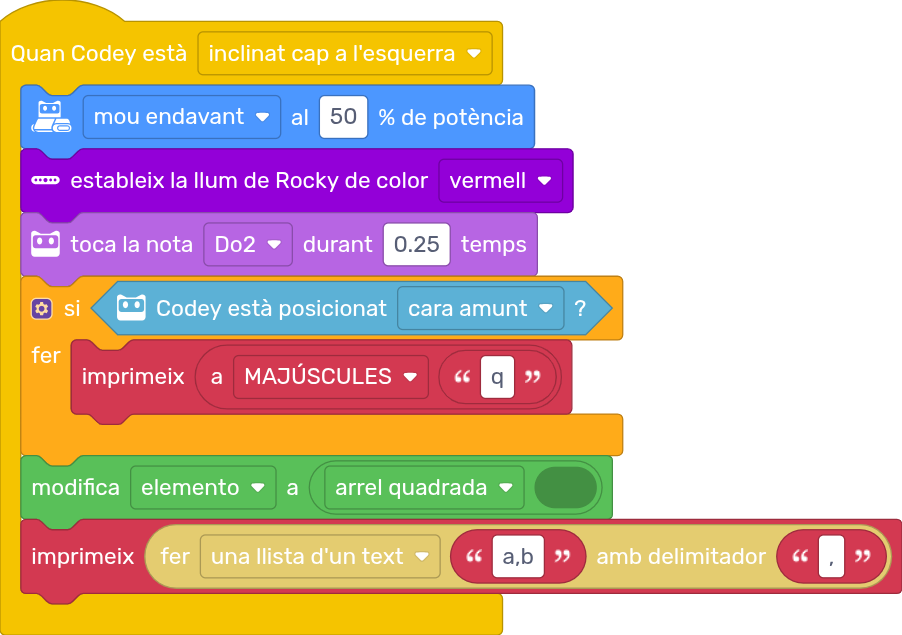 Quan Codey està inclinat cap a l'esquerra
mou endavant al 50 % de potència
estableix la llum de Rocky de color vermell
toca la nota Do2 durant 0.25 temps
si Codey està posicionat cara amunt ?
fer
imprimeix a MAJÚSCULES “ q ”
modifica elemento a arrel quadrada
imprimeix fer una llista d'un text “ a,b ” amb delimitador “ , ”